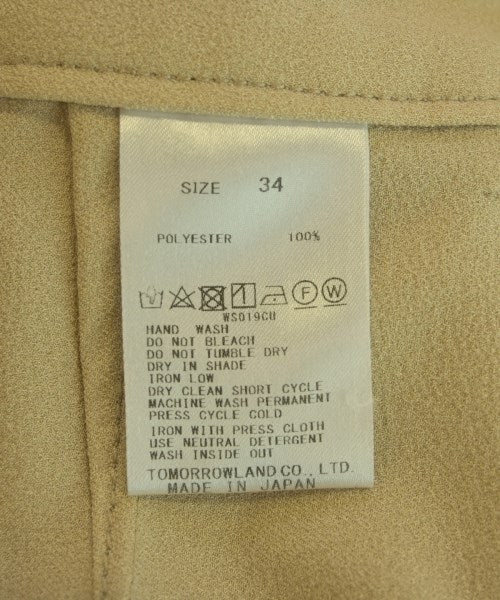 SIZE 34
POLYESTER 100%
F W
WS019CU
HAND WASH
DO NOT BLEACH
DO NOT TUMBLE DRY
DRY IN SHADE
IRON LOW
DRY CLEAN SHORT CYCLE
MACHINE WASH PERMANENT
PRESS CYCLE COLD
IRON WITH PRESS CLOTH
USE NEUTRAL DETERGENT
WASH INSIDE OUT
TOMORROWLAND CO., LTD.
MADE IN JAPAN